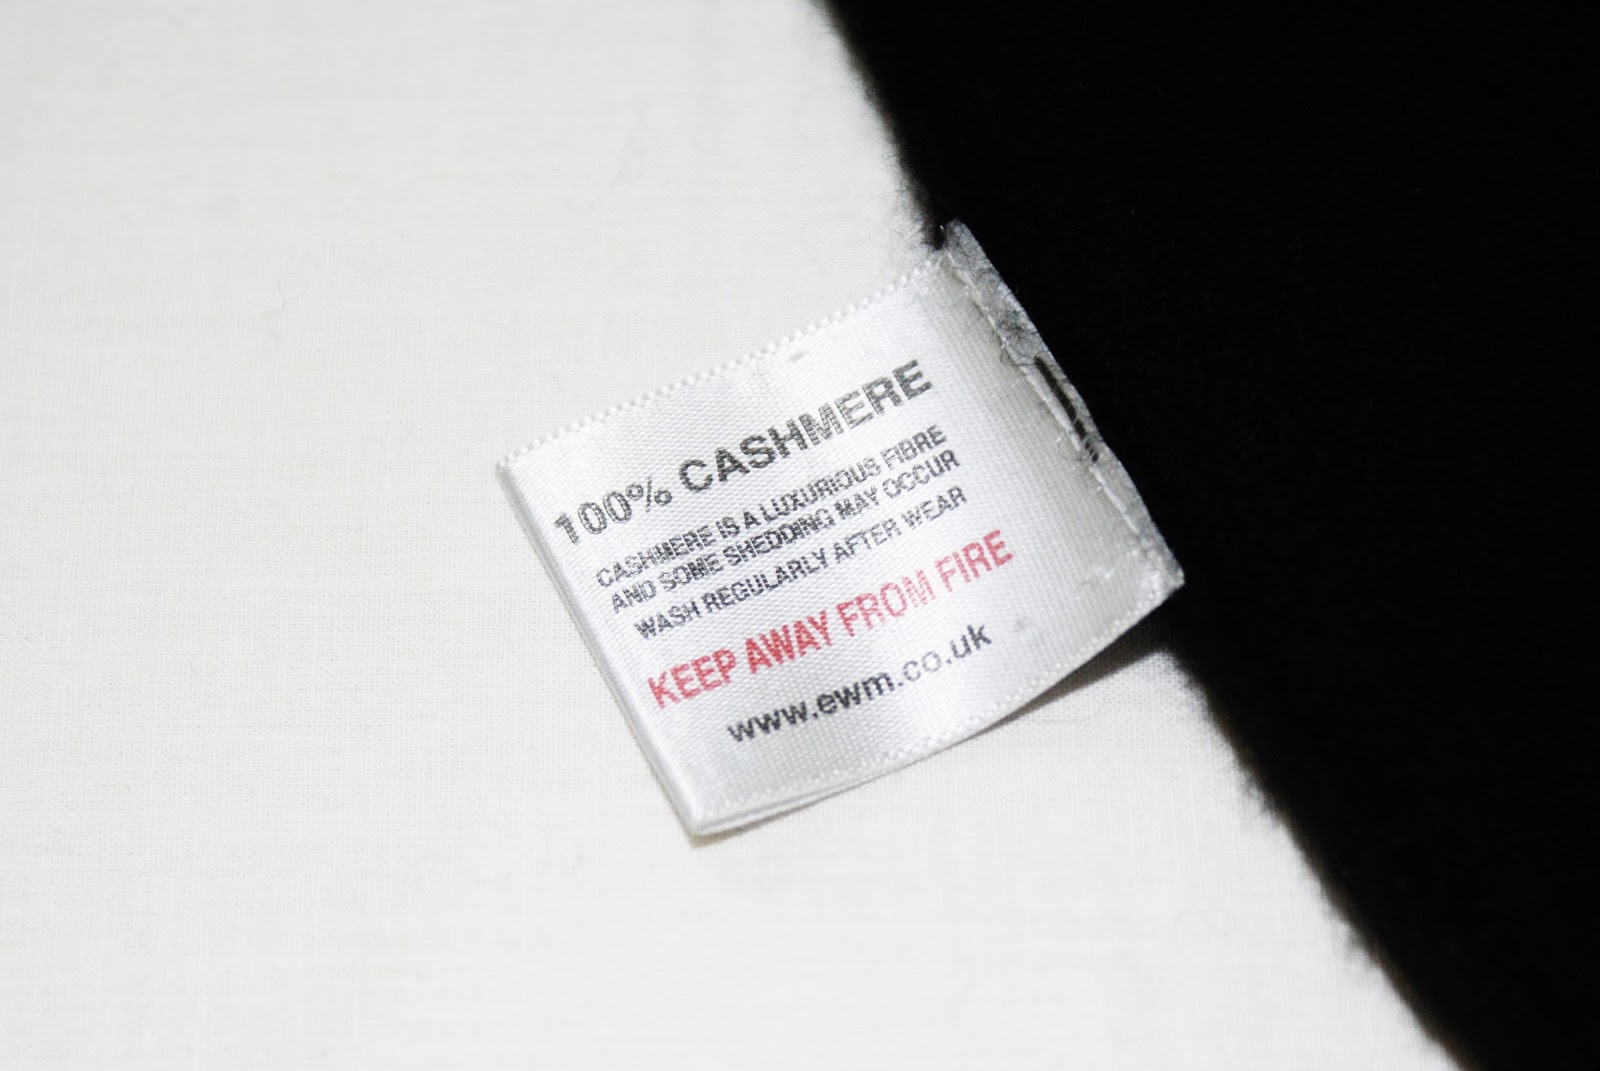 100% CASHMERE
CASHMERE IS A LUXURIOUS FIBRE
AND SOME SHEDDING MAY OCCUR
WASH REGULARLY AFTER WEAR
KEEP AWAY FROM FIRE
www.ewm.co.uk